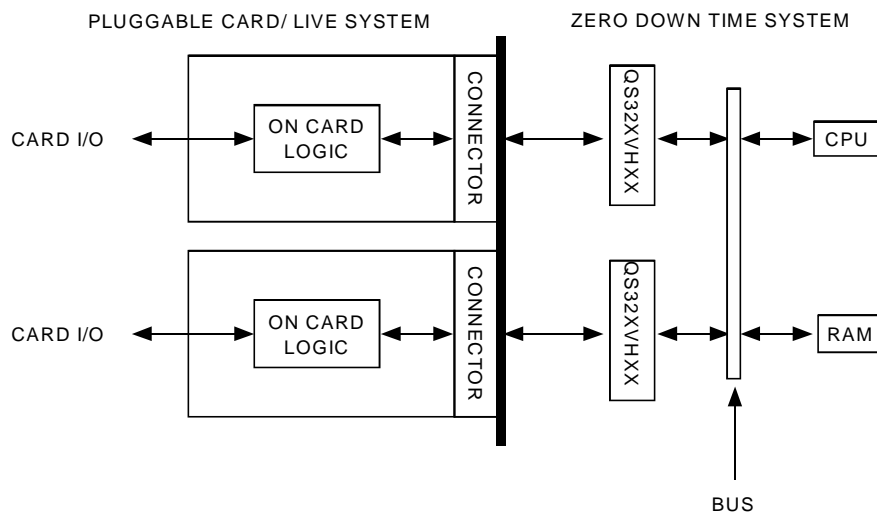 PLUGGABLE CARD/ LIVE SYSTEM
ZERO DOWN TIME SYSTEM
CARD I/O
ON CARD
LOGIC
CONNECTOR
QS32XVHXX
CPU
CARD I/O
ON CARD
LOGIC
CONNECTOR
QS32XVHXX
RAM
BUS